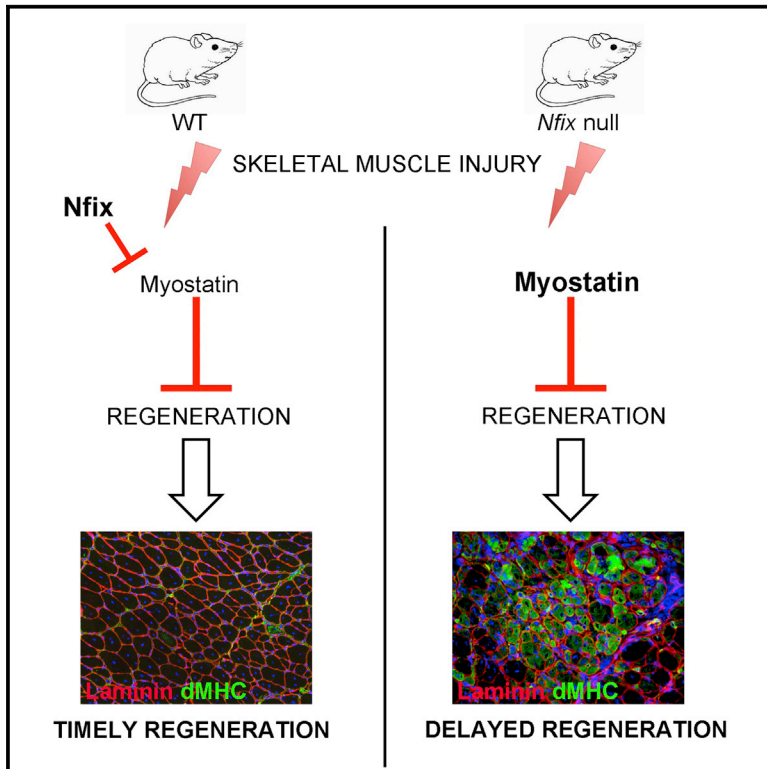 WT
Nfix null
SKELETAL MUSCLE INJURY
Nfix
Myostatin
REGENERATION
Laminin dMHC
TIMELY REGENERATION
Myostatin
REGENERATION
Laminin dMHC
DELAYED REGENERATION